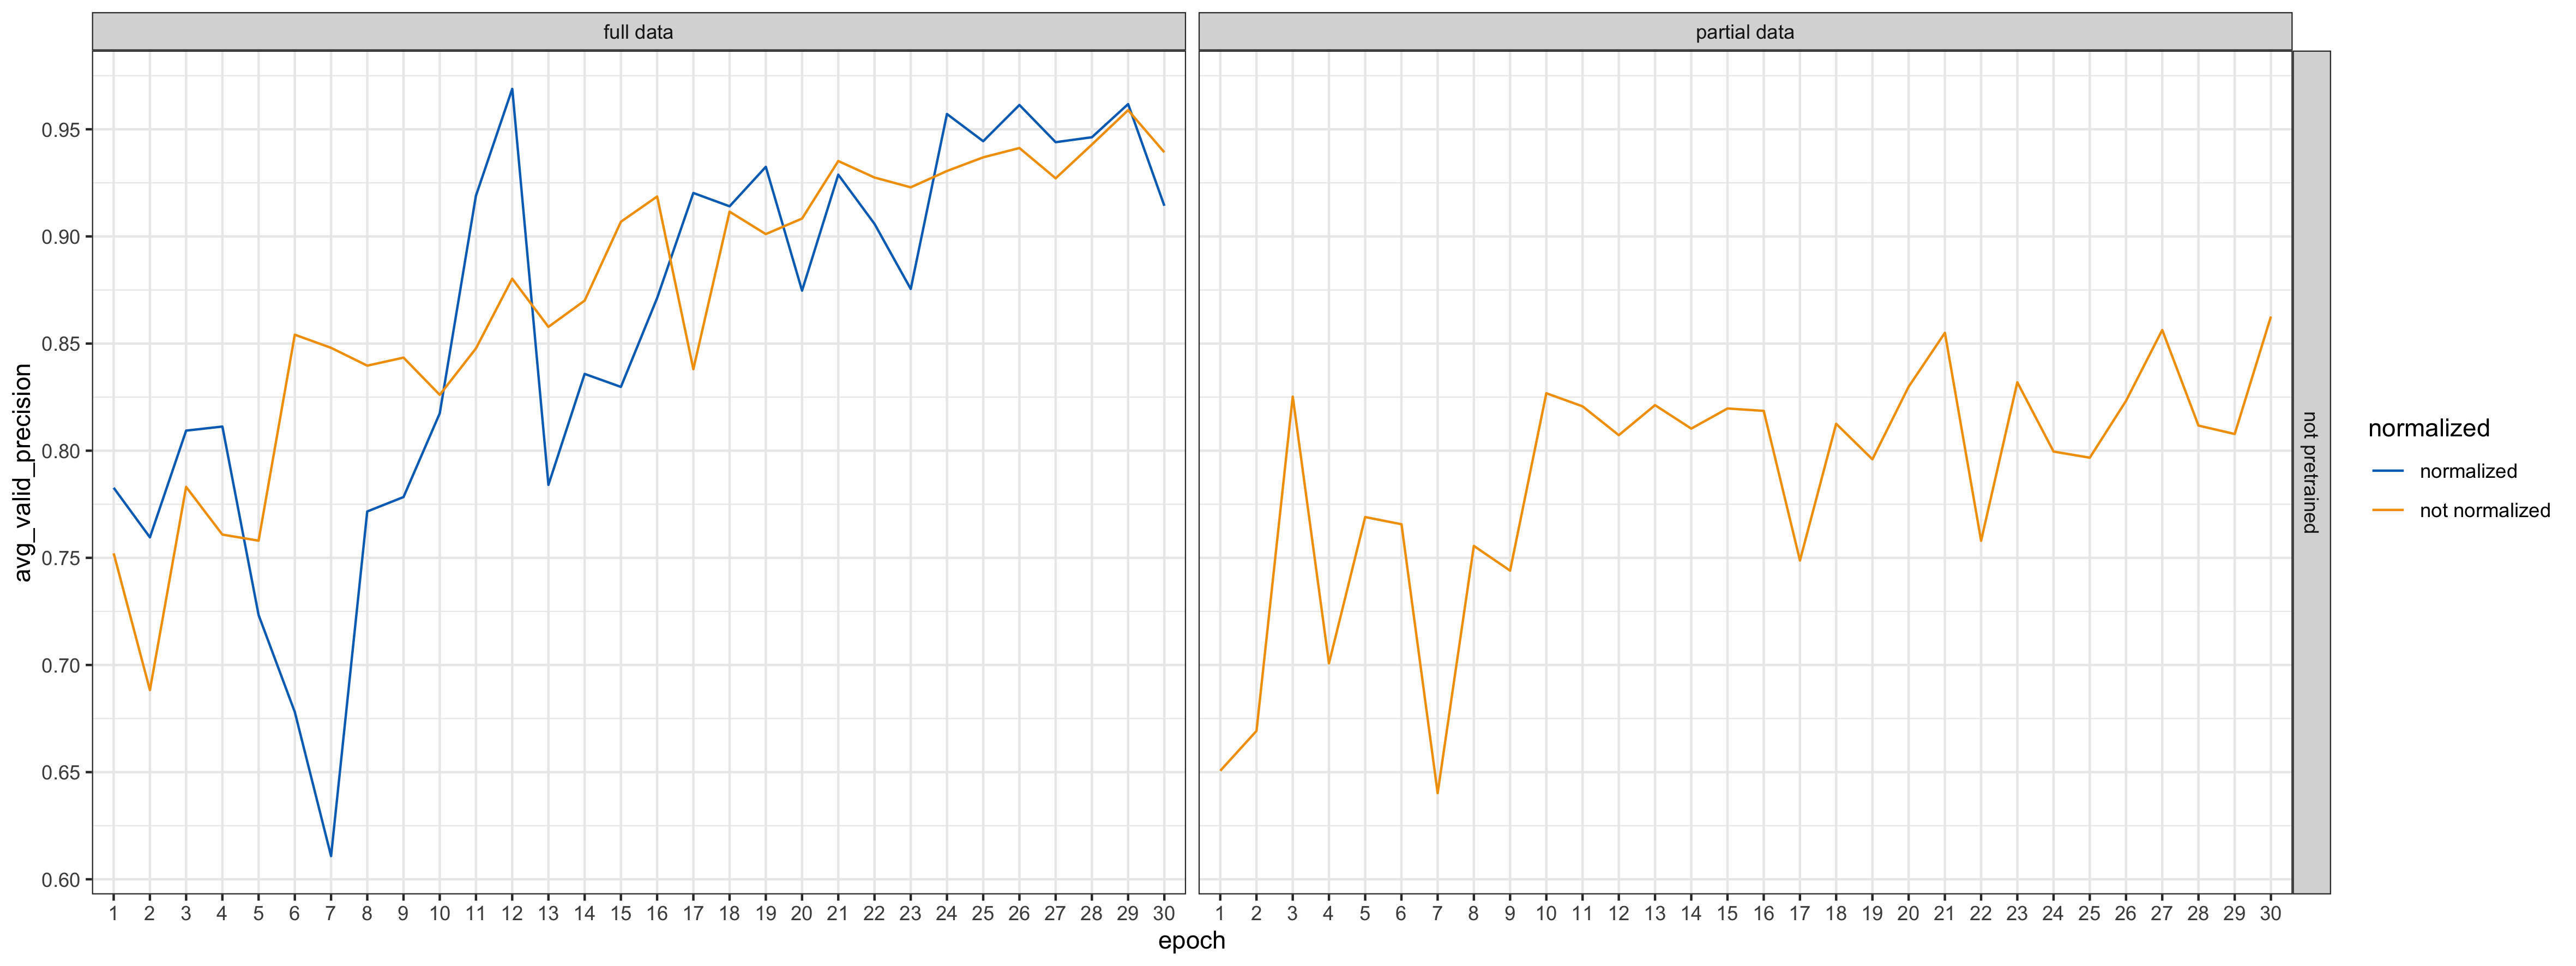 full data
partial data
not pretrained
avg_valid_precision
0.95
0.90
0.85
0.80
0.75
0.70
0.65
0.60
1 2 3 4 5 6 7 8 9 10 11 12 13 14 15 16 17 18 19 20 21 22 23 24 25 26 27 28 29 30
1 2 3 4 5 6 7 8 9 10 11 12 13 14 15 16 17 18 19 20 21 22 23 24 25 26 27 28 29 30
epoch
normalized
normalized
not normalized